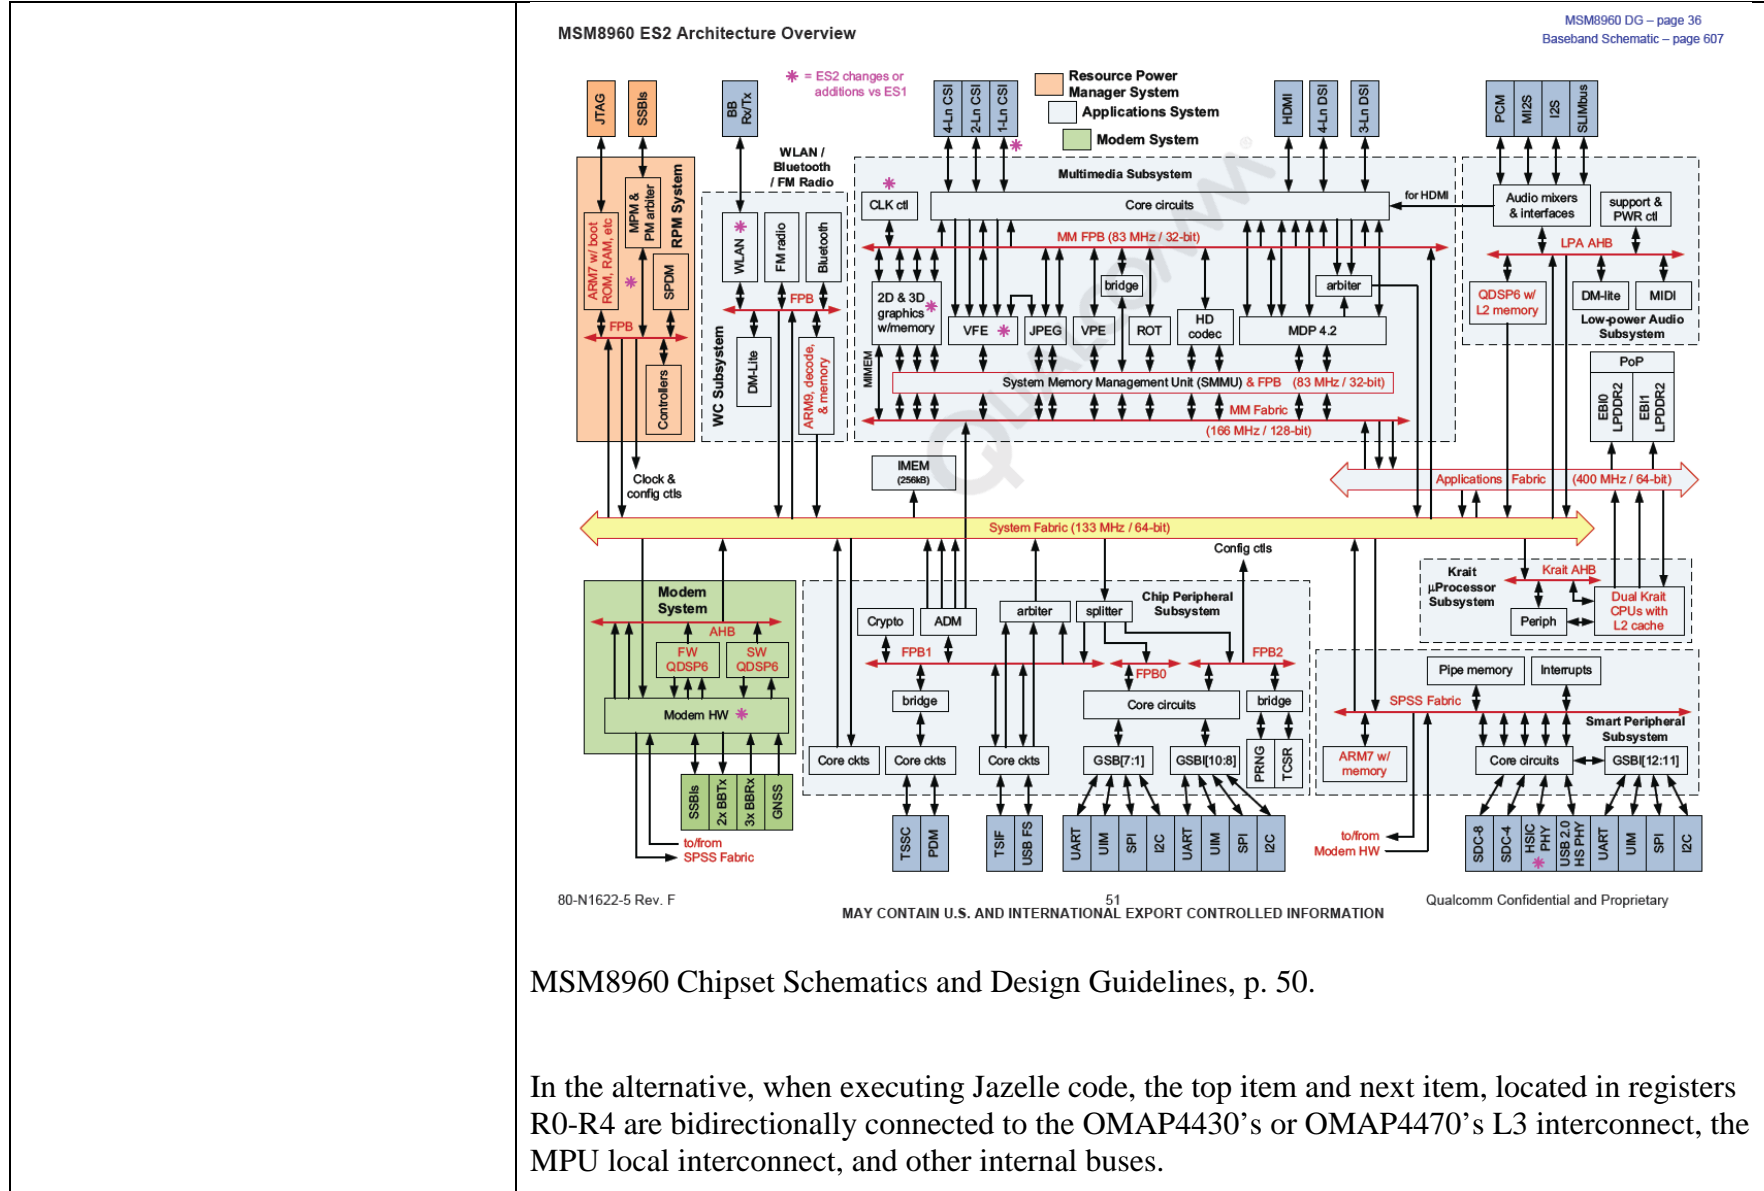 MSM8960 ES2 Architecture Overview
MSM8960 DG – page 36
Baseband Schematic – page 607
✳ = ES2 changes or
additions vs ES1
Resource Power
Manager System
Applications System
Modem System
JTAG
SSBIs
BB
Rx/Tx
4-Ln CSI
2-Ln CSI
1-Ln CSI
HDMI
4-Ln DSI
3-Ln DSI
PCM
MI2S
I2S
SLIMbus
RPM System
MPM &
PM arbiter
ARM7 w/ boot
ROM, RAM, etc
SPDM
FPB
Controllers
Clock &
config ctls
WLAN /
Bluetooth
/ FM Radio
WC Subsystem
WLAN
FM radio
Bluetooth
FPB
DM-Lite
ARM9, decode,
& memory
Multimedia Subsystem
CLK ctl
Core circuits
for HDMI
MM FPB (83 MHz / 32-bit)
2D & 3D
graphics
w/memory
VFE
JPEG
VPE
bridge
ROT
HD
codec
arbiter
MDP 4.2
MIMEM
System Memory Management Unit (SMMU) & FPB (83 MHz / 32-bit)
MM Fabric
(166 MHz / 128-bit)
Audio mixers
& interfaces
support &
PWR ctl
LPA AHB
QDSP6 w/
L2 memory
DM-lite
MIDI
Low-power Audio
Subsystem
PoP
EBI0
LPDDR2
EBI1
LPDDR2
IMEM
(256kB)
Applications Fabric (400 MHz / 64-bit)
System Fabric (133 MHz / 64-bit)
QUALCOMM®
Modem
System
AHB
FW
QDSP6
SW
QDSP6
Modem HW
SSBIs
2x BBTx
3x BBRx
GNSS
to/from
SPSS Fabric
Config ctls
Chip Peripheral
Subsystem
Crypto
ADM
arbiter
splitter
FPB1
FPB0
FPB2
bridge
Core circuits
bridge
Core ckts
Core ckts
Core ckts
GSB[7:1]
GSBI[10:8]
PRNG
TCSR
TSSC
PDM
TSIF
USB FS
UART
UIM
SPI
I2C
UART
UIM
SPI
I2C
Krait
µProcessor
Subsystem
Krait AHB
Periph
Dual Krait
CPUs with
L2 cache
Pipe memory
Interrupts
SPSS Fabric
Smart Peripheral
Subsystem
ARM7 w/
memory
Core circuits
GSBI[12:11]
to/from
Modem HW
SDC-8
SDC-4
HSIC
PHY
USB 2.0
HS PHY
UART
UIM
SPI
I2C
80-N1622-5 Rev. F
51
Qualcomm Confidential and Proprietary
MAY CONTAIN U.S. AND INTERNATIONAL EXPORT CONTROLLED INFORMATION
MSM8960 Chipset Schematics and Design Guidelines, p. 50.
In the alternative, when executing Jazelle code, the top item and next item, located in registers
R0-R4 are bidirectionally connected to the OMAP4430’s or OMAP4470’s L3 interconnect, the
MPU local interconnect, and other internal buses.